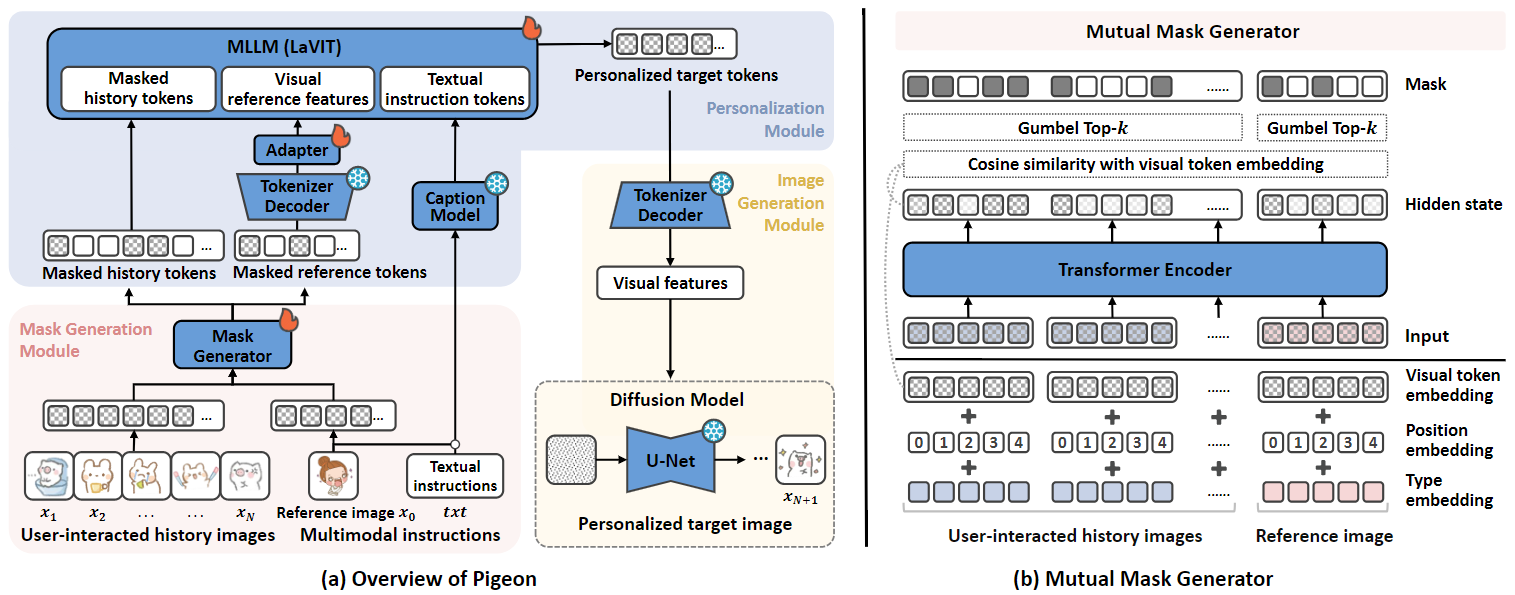 MLLM (LaVIT)
Masked
history tokens
Visual
reference features
Textual
instruction tokens
...
Personalized target tokens
Personalization
Module
Adapter
Tokenizer
Decoder
Caption
Model
...
...
Masked history tokens
Masked reference tokens
Mask Generation
Module
Mask
Generator
...
...
Textual
instructions
x1
x2
...
...
xN
Reference image x0
txt
User-interacted history images
Multimodal instructions
Image
Generation
Module
Tokenizer
Decoder
Visual features
Diffusion Model
U-Net
...
xN+1
Personalized target image
(a) Overview of Pigeon
Mutual Mask Generator
......
Mask
Gumbel Top-k
Gumbel Top-k
Cosine similarity with visual token embedding
......
Hidden state
Transformer Encoder
......
Input
......
Visual token
embedding
0 1 2 3 4
0 1 2 3 4
......
0 1 2 3 4
Position
embedding
......
Type
embedding
User-interacted history images
Reference image
(b) Mutual Mask Generator